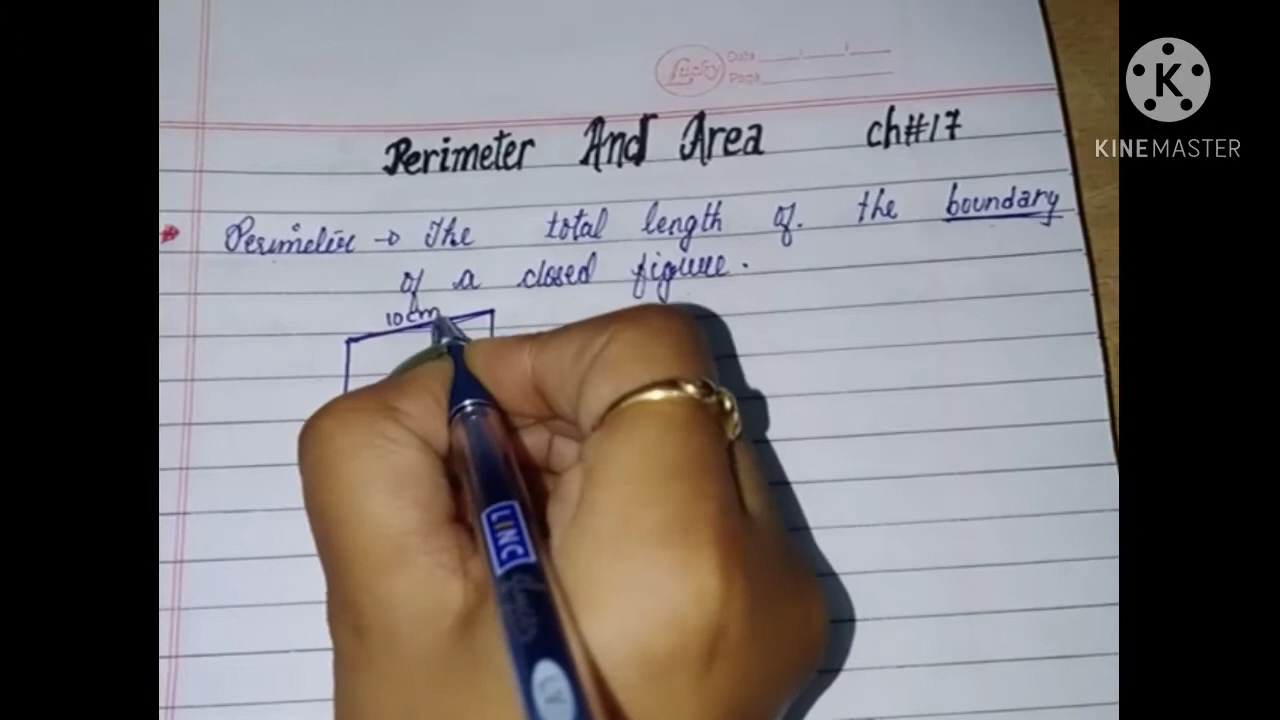 Lucky
Date
Page
K
KINEMASTER
Perimeter And Area ch#17
Perimeter → The total length of the boundary
of a closed figure.
10cm
LINC